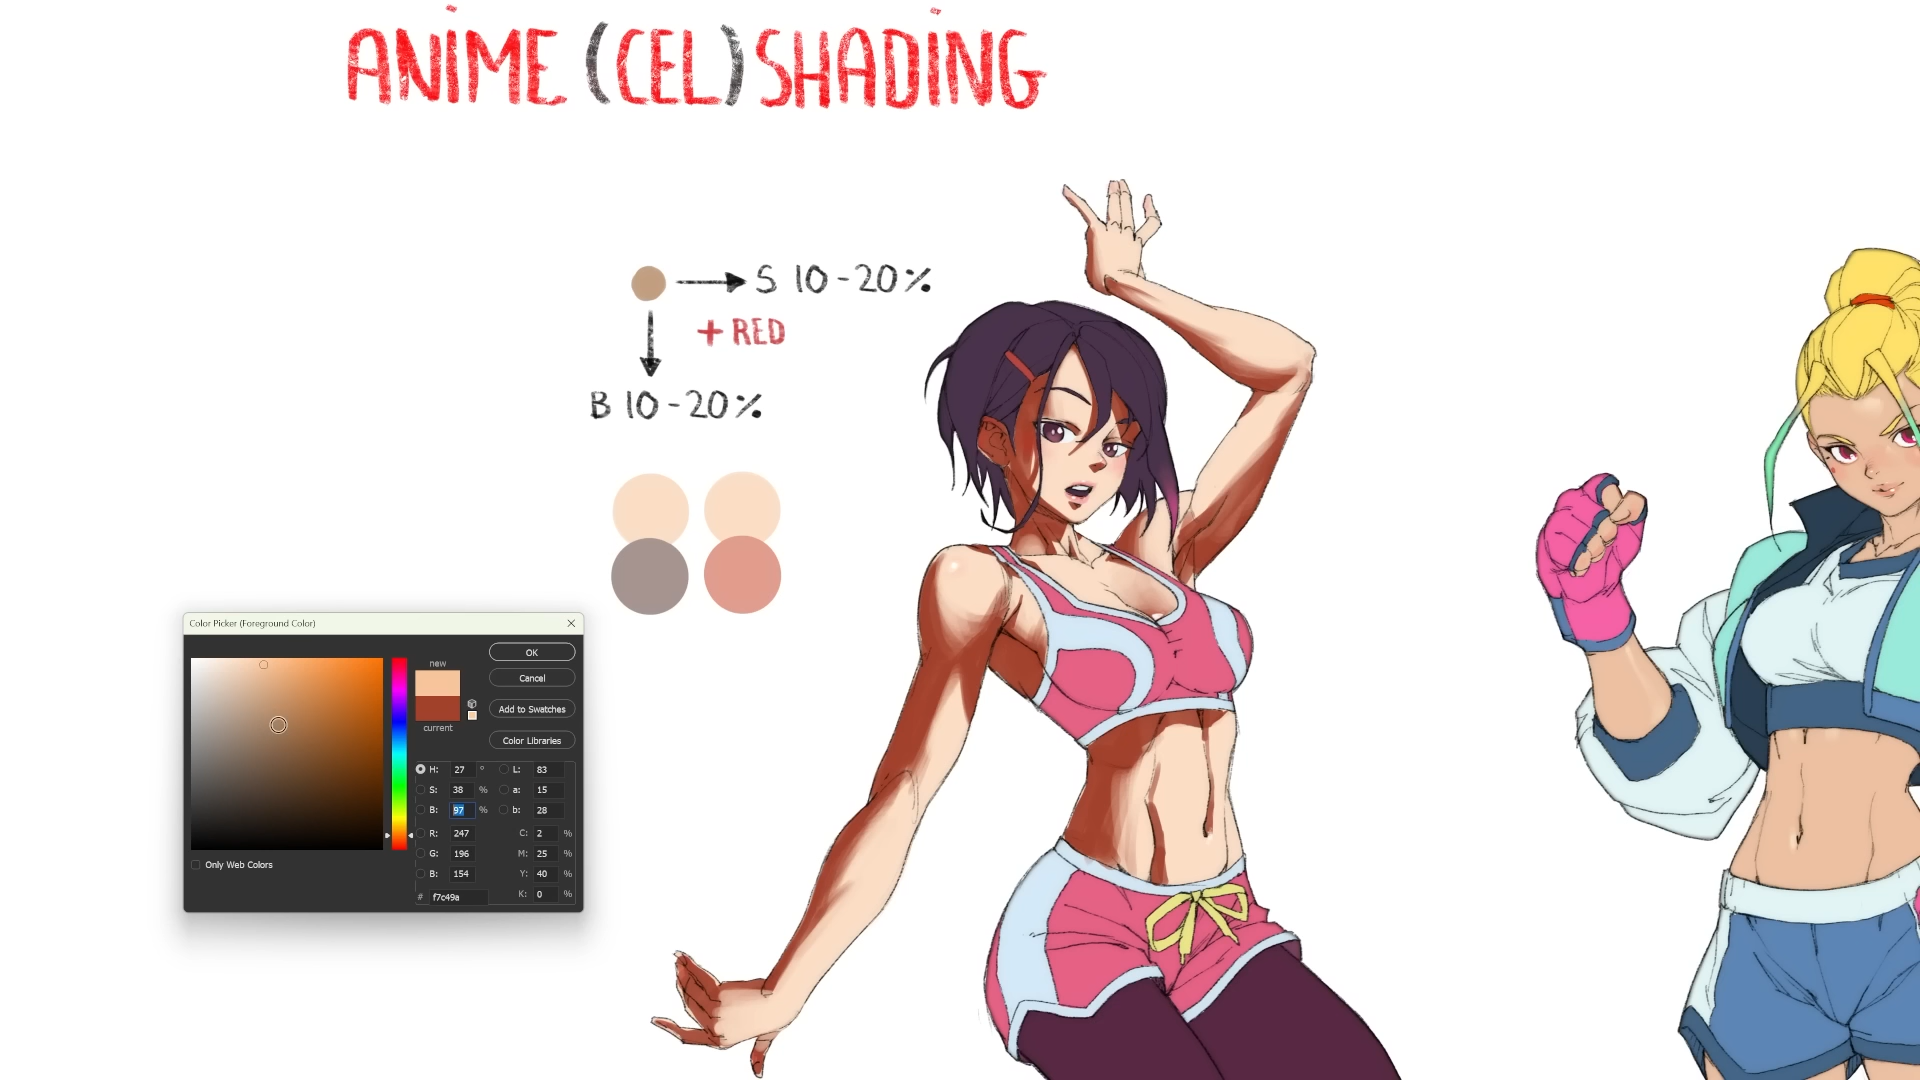 ANIME (CEL) SHADING
S 10-20%
+ RED
B 10-20%
Color Picker (Foreground Color)
new
current
OK
Cancel
Add to Swatches
Color Libraries
H: 27 °
L: 83
S: 38 %
a: 15
B: 97 %
b: 28
R: 247
C: 2 %
G: 196
M: 25 %
B: 154
Y: 40 %
# f7c49a
K: 0 %
Only Web Colors